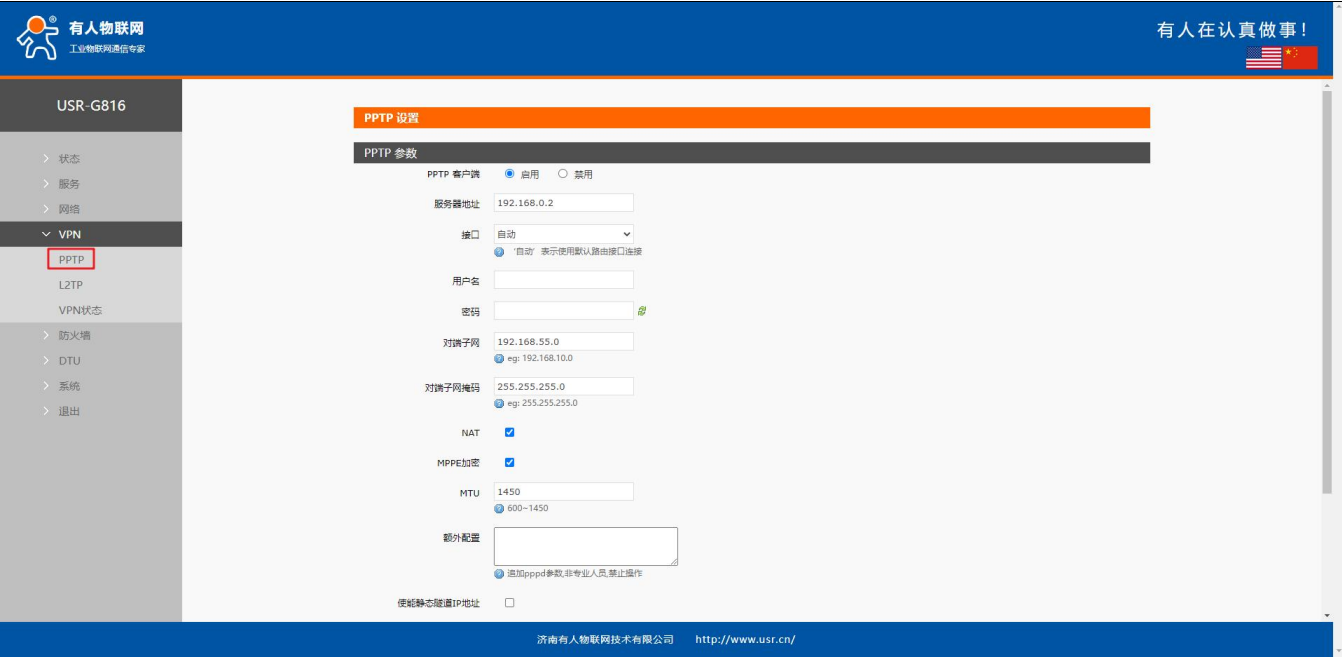 有人物联网
工业物联网通信专家
有人在认真做事!
USR-G816
状态
服务
网络
VPN
PPTP
L2TP
VPN状态
防火墙
DTU
系统
退出
PPTP 设置
PPTP 参数
PPTP 客户端 启用 禁用
服务器地址 192.168.0.2
接口 自动
'自动' 表示使用默认路由接口连接
用户名
密码
对端子网 192.168.55.0
eg: 192.168.10.0
对端子网掩码 255.255.255.0
eg: 255.255.255.0
NAT
MPPE加密
MTU 1450
600~1450
额外配置
追加pppd参数,非专业人员,禁止操作
使能静态隧道IP地址
济南有人物联网技术有限公司 http://www.usr.cn/